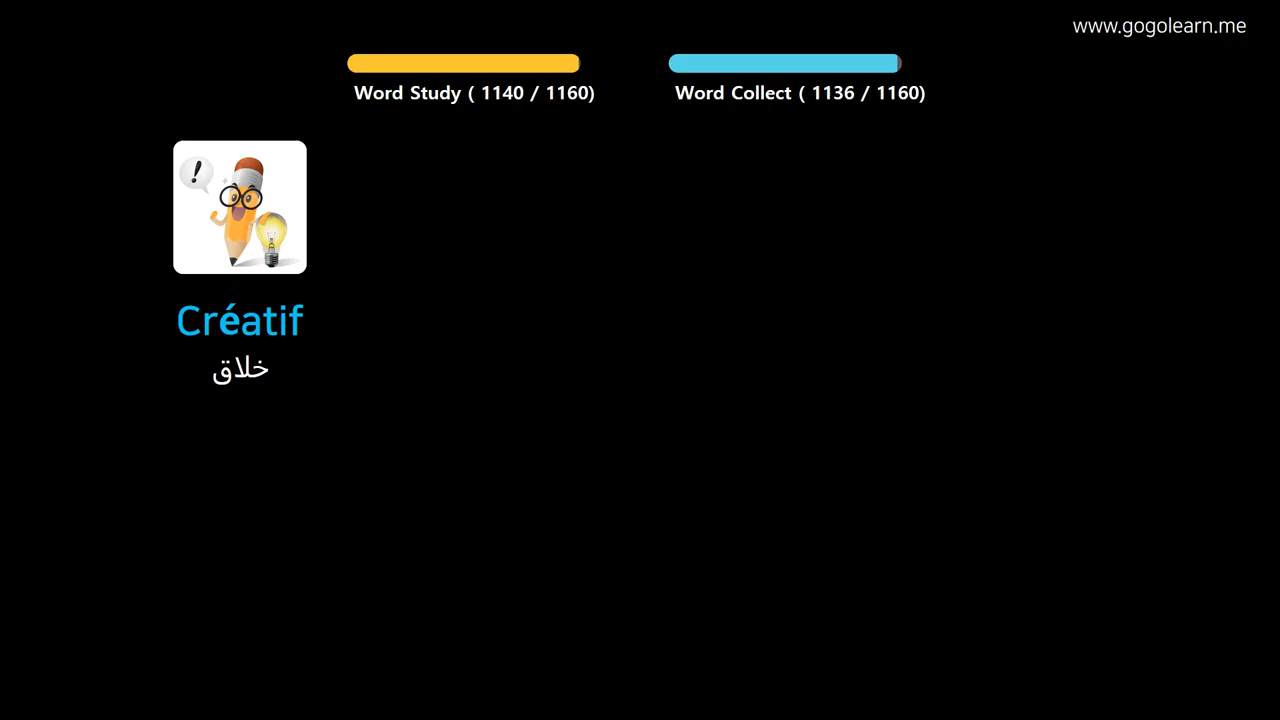 www.gogolearn.me
Word Study ( 1140 / 1160)
Word Collect ( 1136 / 1160)
!
Créatif
خلاق